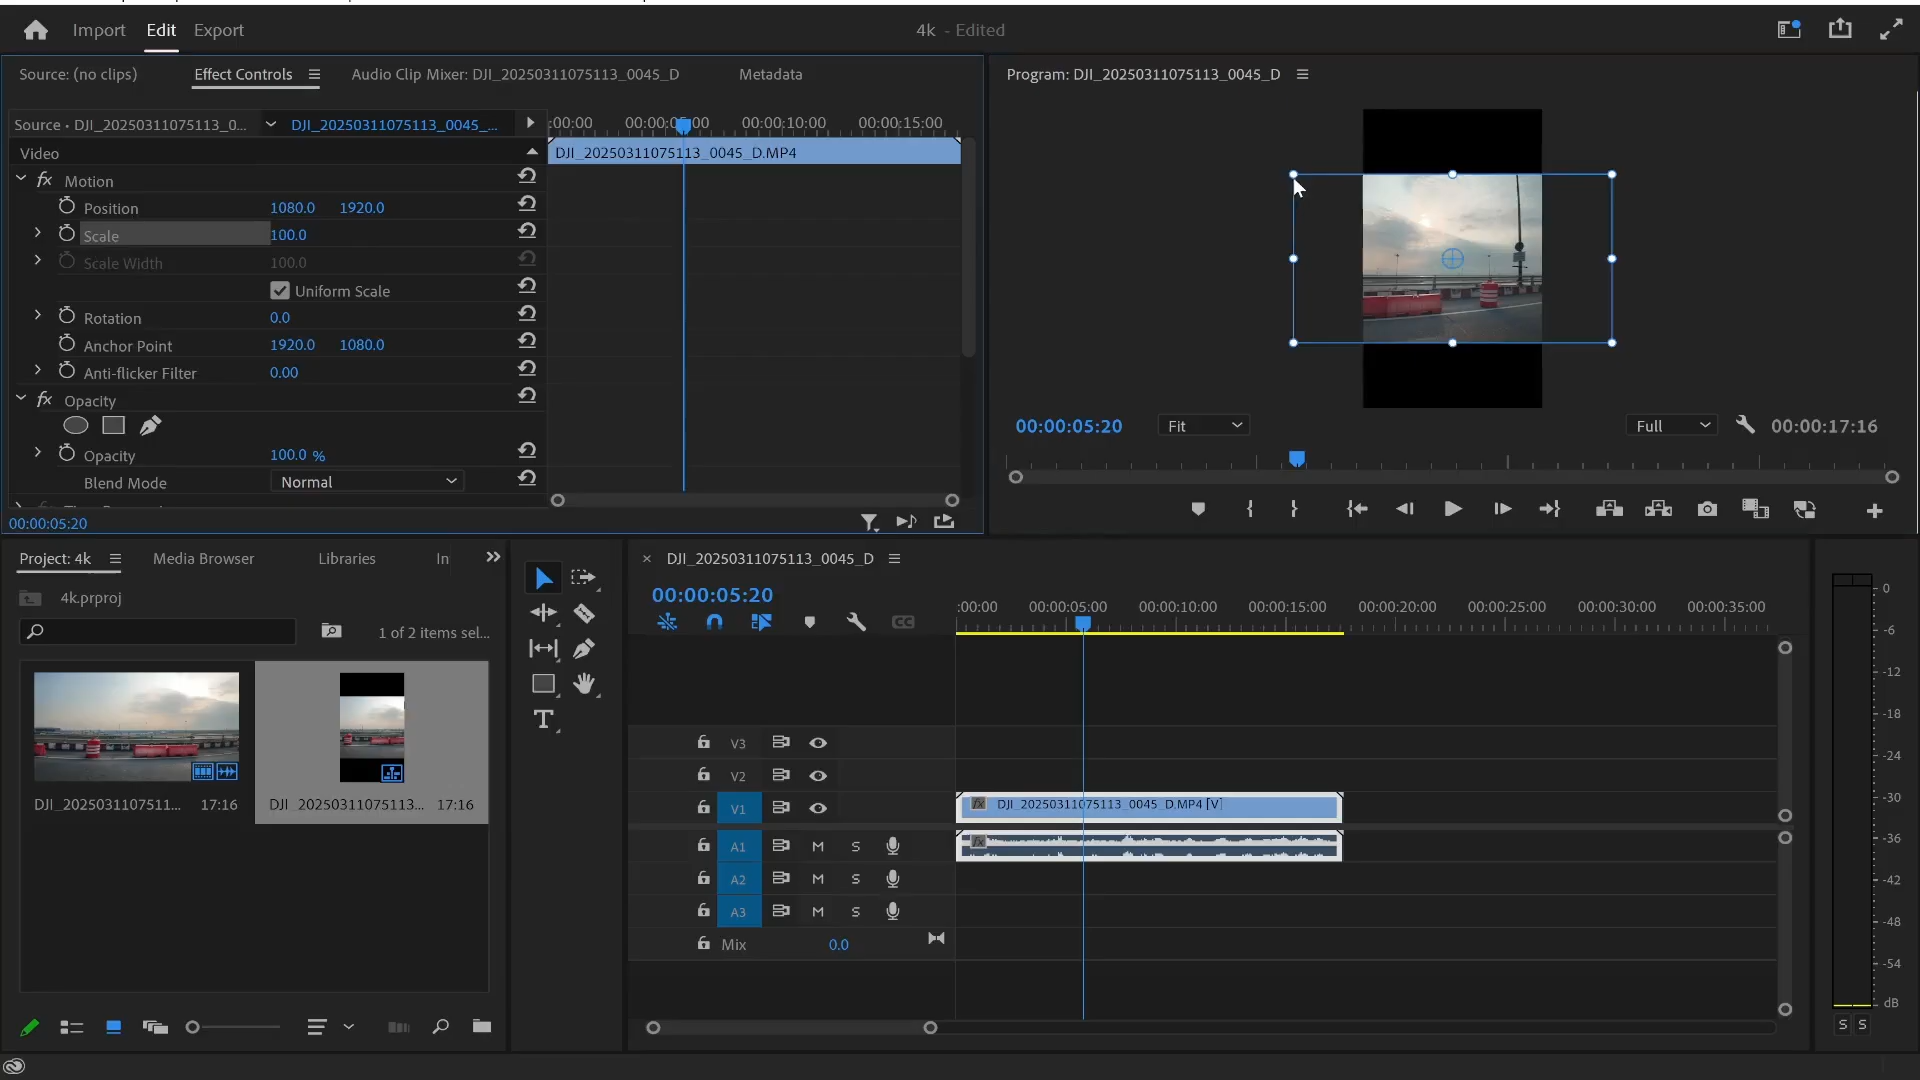 Import Edit Export 4k - Edited
Source: (no clips) Effect Controls Audio Clip Mixer: DJI_20250311075113_0045_D Metadata
Program: DJI_20250311075113_0045_D
Source • DJI_20250311075113_0... DJI_20250311075113_0045_...
:00:00 00:00:05:00 00:00:10:00 00:00:15:00
Video
DJI_20250311075113_0045_D.MP4
fx Motion
Position 1080.0 1920.0
Scale 100.0
Scale Width 100.0
Uniform Scale
Rotation 0.0
Anchor Point 1920.0 1080.0
Anti-flicker Filter 0.00
fx Opacity
Opacity 100.0 %
Blend Mode Normal
00:00:05:20
00:00:05:20 Fit Full 00:00:17:16
Project: 4k Media Browser Libraries In
4k.prproj
1 of 2 items sel...
DJI_2025031107511... 17:16
DJI_20250311075113... 17:16
T
DJI_20250311075113_0045_D
00:00:05:20
:00:00 00:00:05:00 00:00:10:00 00:00:15:00 00:00:20:00 00:00:25:00 00:00:30:00 00:00:35:00
CC
V3
V2
V1
fx DJI_20250311075113_0045_D.MP4 [V]
A1 M S
fx
A2 M S
A3 M S
Mix 0.0
0
-6
-12
-18
-24
-30
-36
-42
-48
-54
dB
S S